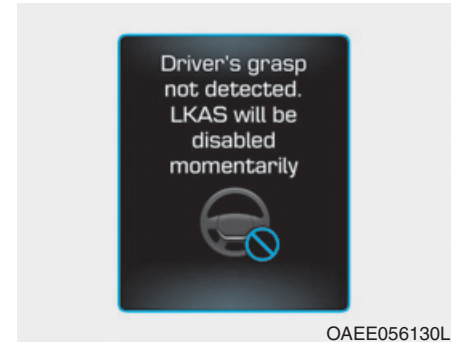 Driver's grasp
not detected.
LKAS will be
disabled
momentarily
OAEE056130L